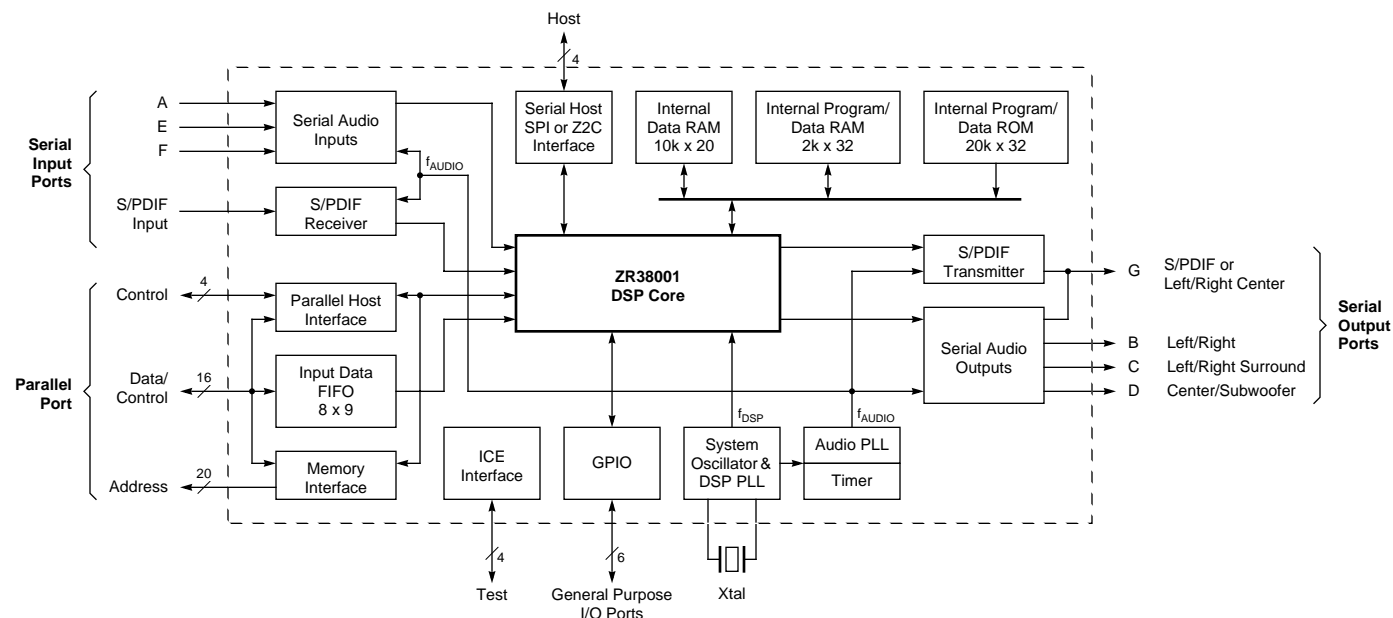 Host
4
A
E
F
Serial
Input
Ports
S/PDIF
Input
Serial Audio
Inputs
fAUDIO
S/PDIF
Receiver
Serial Host
SPI or Z2C
Interface
Internal
Data RAM
10k x 20
Internal Program/
Data RAM
2k x 32
Internal Program/
Data ROM
20k x 32
ZR38001
DSP Core
S/PDIF
Transmitter
G
S/PDIF or
Left/Right Center
Serial Audio
Outputs
B Left/Right
C Left/Right Surround
D Center/Subwoofer
Serial
Output
Ports
Parallel
Port
Control
4
Parallel Host
Interface
Data/
Control
16
Input Data
FIFO
8 x 9
Address
20
Memory
Interface
ICE
Interface
GPIO
fDSP
System
Oscillator &
DSP PLL
fAUDIO
Audio PLL
Timer
4
Test
6
General Purpose
I/O Ports
Xtal